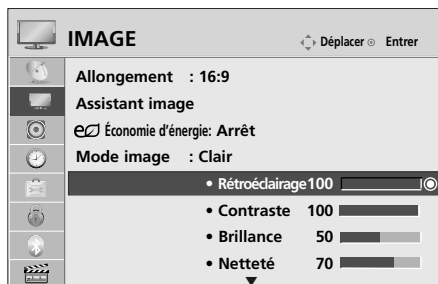 IMAGE Déplacer Entrer
Allongement : 16:9
Assistant image
Économie d'énergie: Arrêt
Mode image : Clair
• Rétroéclairage 100
• Contraste 100
• Brillance 50
• Netteté 70